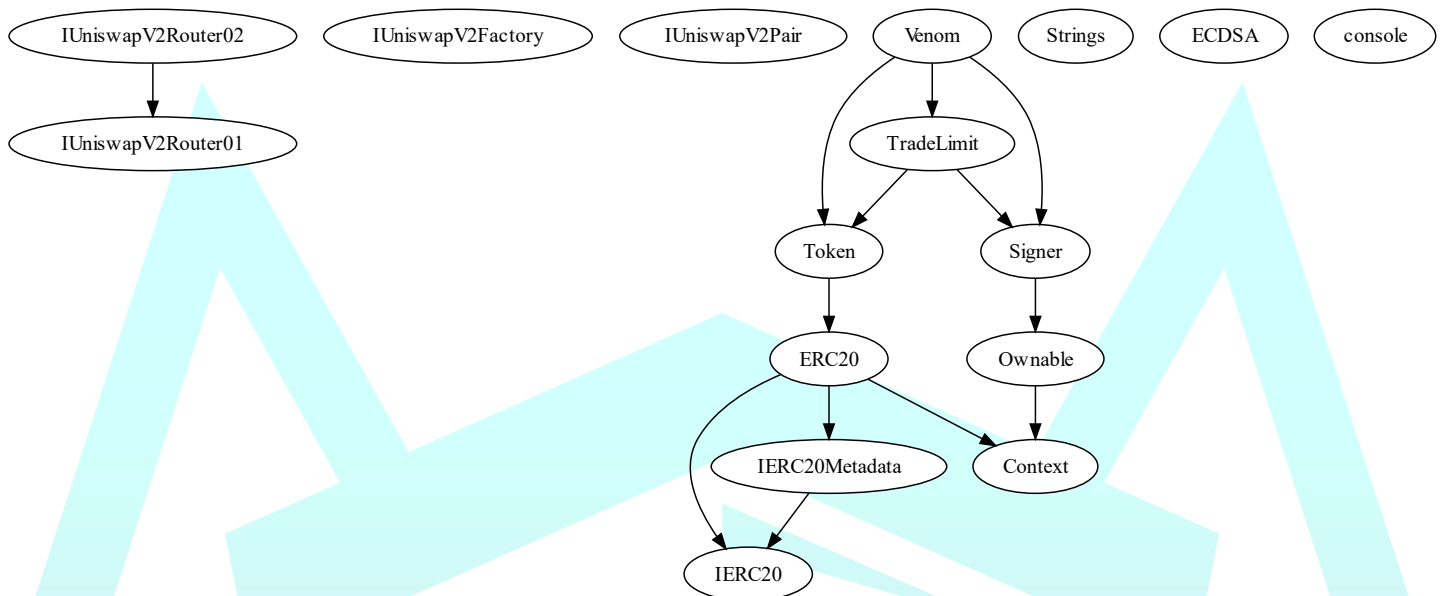 IUniswapV2Router02
IUniswapV2Factory
IUniswapV2Pair
Venom
Strings
ECDSA
console
IUniswapV2Router01
TradeLimit
Token
Signer
ERC20
Ownable
IERC20Metadata
Context
IERC20